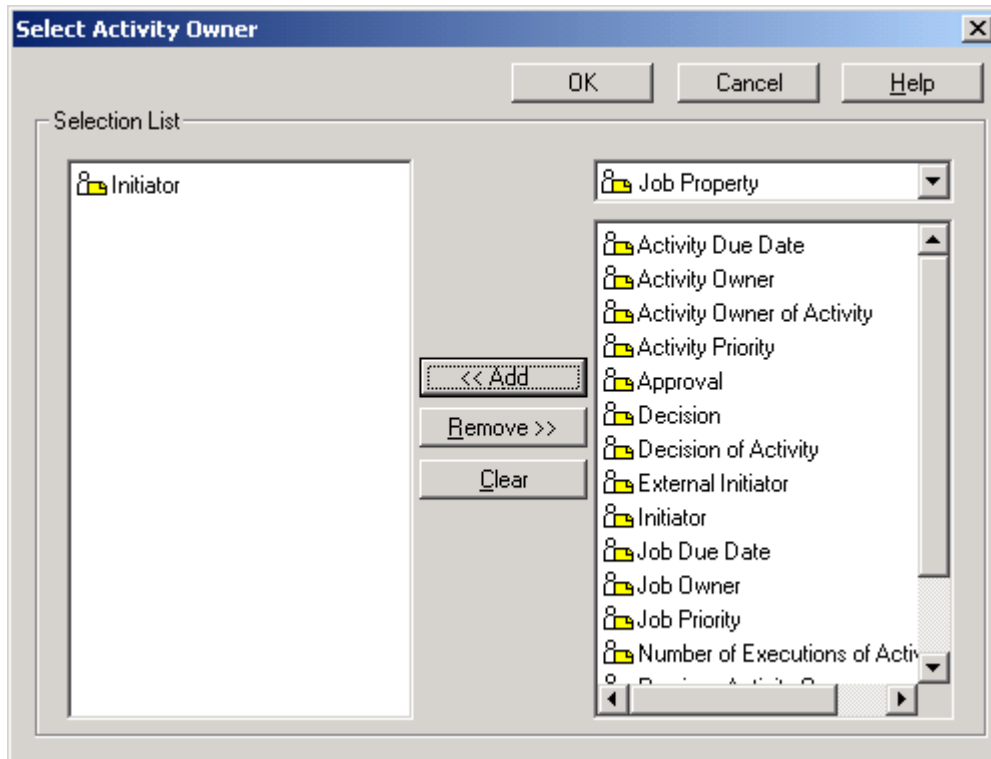 Select Activity Owner
OK
Cancel
Help
Selection List
Initiator
Job Property
Activity Due Date
Activity Owner
Activity Owner of Activity
Activity Priority
Approval
Decision
Decision of Activity
External Initiator
Initiator
Job Due Date
Job Owner
Job Priority
Number of Executions of Activ
<< Add
Remove >>
Clear